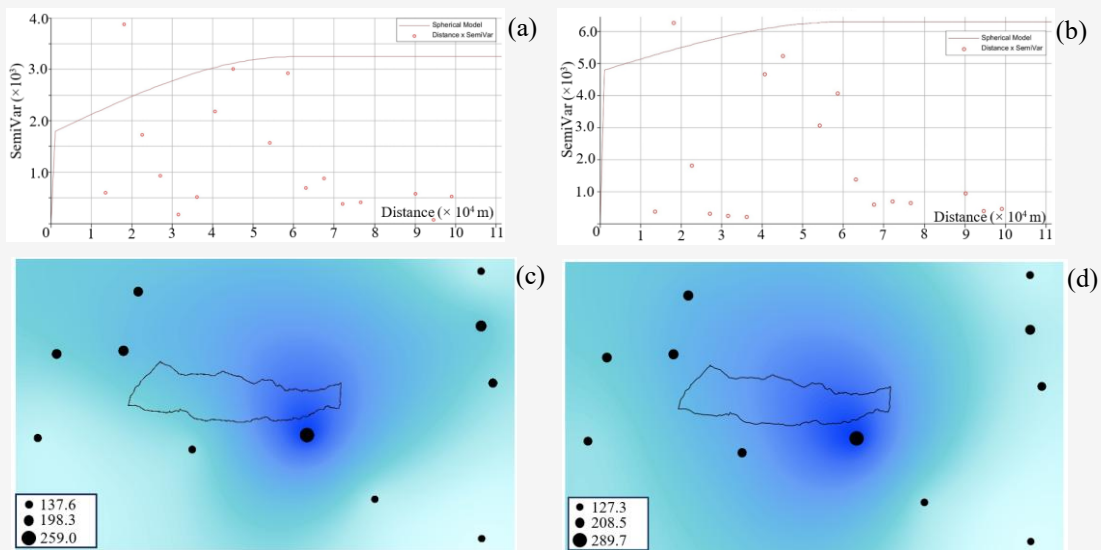 4.0
3.0
2.0
1.0
SemiVar (×10³)
Spherical Model
Distance x SemiVar
(a)
Distance (× 10⁴ m)
0 1 2 3 4 5 6 7 8 9 10 11
6.0
5.0
4.0
3.0
2.0
1.0
SemiVar (×10³)
Spherical Model
Distance x SemiVar
(b)
Distance (× 10⁴ m)
0 1 2 3 4 5 6 7 8 9 10 11
(c)
137.6
198.3
259.0
(d)
127.3
208.5
289.7